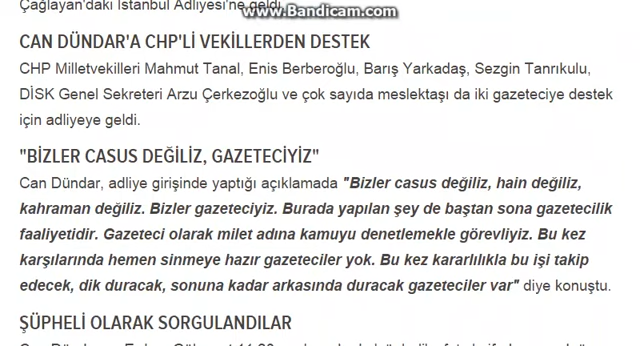 Çağlayan'daki İstanbul Adliyesi'ne geldi.
www.Bandicam.com
CAN DÜNDAR'A CHP'Lİ VEKİLLERDEN DESTEK
CHP Milletvekilleri Mahmut Tanal, Enis Berberoğlu, Barış Yarkadaş, Sezgin Tanrıkulu,
DİSK Genel Sekreteri Arzu Çerkezoğlu ve çok sayıda meslektaşı da iki gazeteciye destek
için adliyeye geldi.
"BİZLER CASUS DEĞİLİZ, GAZETECİYİZ"
Can Dündar, adliye girişinde yaptığı açıklamada "Bizler casus değiliz, hain değiliz,
kahraman değiliz. Bizler gazeteciyiz. Burada yapılan şey de baştan sona gazetecilik
faaliyetidir. Gazeteci olarak milet adına kamuyu denetlemekle görevliyiz. Bu kez
karşılarında hemen sinmeye hazır gazeteciler yok. Bu kez kararlılıkla bu işi takip
edecek, dik duracak, sonuna kadar arkasında duracak gazeteciler var" diye konuştu.
ŞÜPHELİ OLARAK SORGULANDILAR